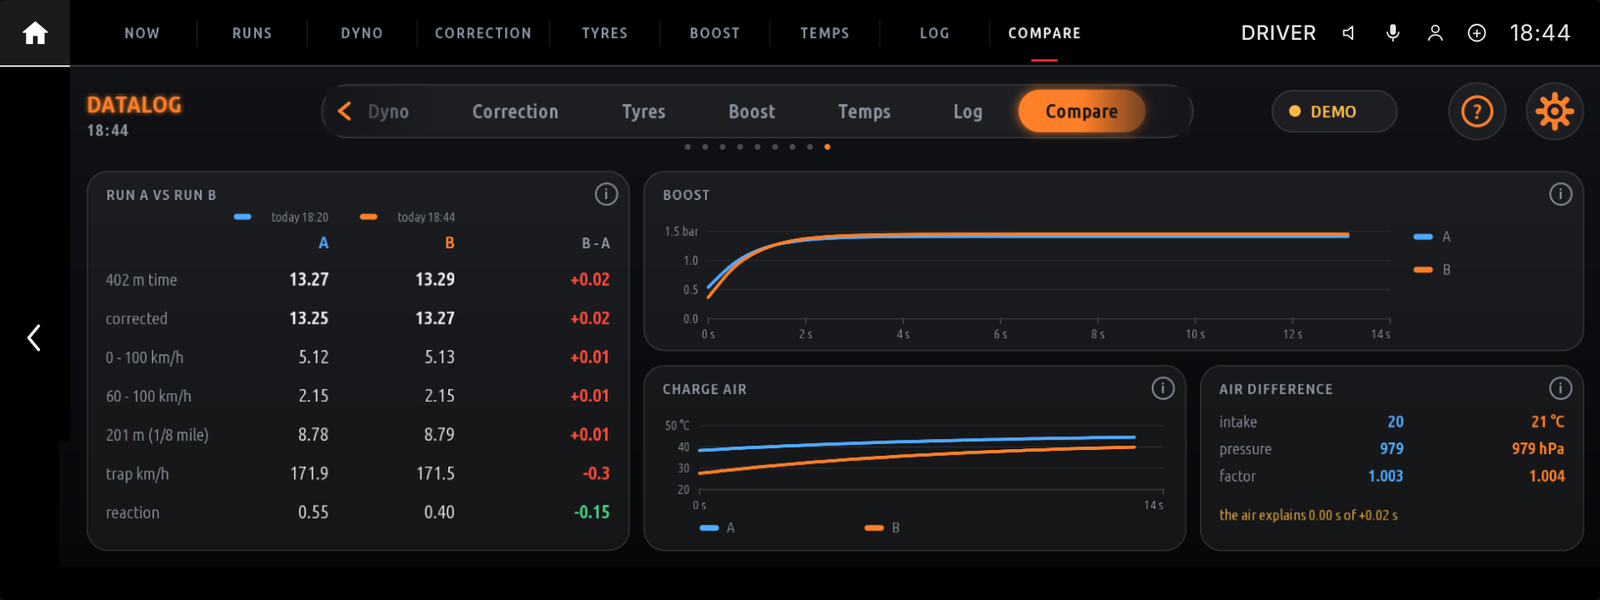 NOW RUNS DYNO CORRECTION TYRES BOOST TEMPS LOG COMPARE DRIVER 18:44
DATALOG
18:44
Dyno Correction Tyres Boost Temps Log Compare
DEMO
?
RUN A VS RUN B
today 18:20 today 18:44
A B B - A
402 m time 13.27 13.29 +0.02
corrected 13.25 13.27 +0.02
0 - 100 km/h 5.12 5.13 +0.01
60 - 100 km/h 2.15 2.15 +0.01
201 m (1/8 mile) 8.78 8.79 +0.01
trap km/h 171.9 171.5 -0.3
reaction 0.55 0.40 -0.15
BOOST
1.5 bar
1.0
0.5
0.0
0 s 2 s 4 s 6 s 8 s 10 s 12 s 14 s
A
B
CHARGE AIR
50 °C
40
30
20
0 s 14 s
A B
AIR DIFFERENCE
intake 20 21 °C
pressure 979 979 hPa
factor 1.003 1.004
the air explains 0.00 s of +0.02 s